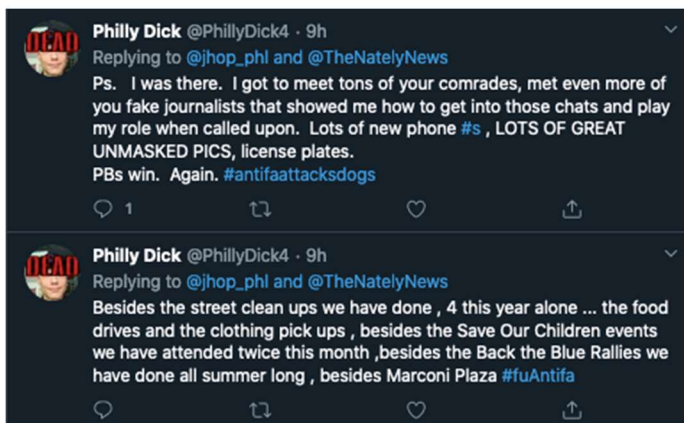 Philly Dick @PhillyDick4 · 9h
Replying to @jhop_phl and @TheNatelyNews
Ps. I was there. I got to meet tons of your comrades, met even more of
you fake journalists that showed me how to get into those chats and play
my role when called upon. Lots of new phone #s , LOTS OF GREAT
UNMASKED PICS, license plates.
PBs win. Again. #antifaattacksdogs
1
DEAD
Philly Dick @PhillyDick4 · 9h
Replying to @jhop_phl and @TheNatelyNews
Besides the street clean ups we have done , 4 this year alone ... the food
drives and the clothing pick ups , besides the Save Our Children events
we have attended twice this month ,besides the Back the Blue Rallies we
have done all summer long , besides Marconi Plaza #fuAntifa
DEAD